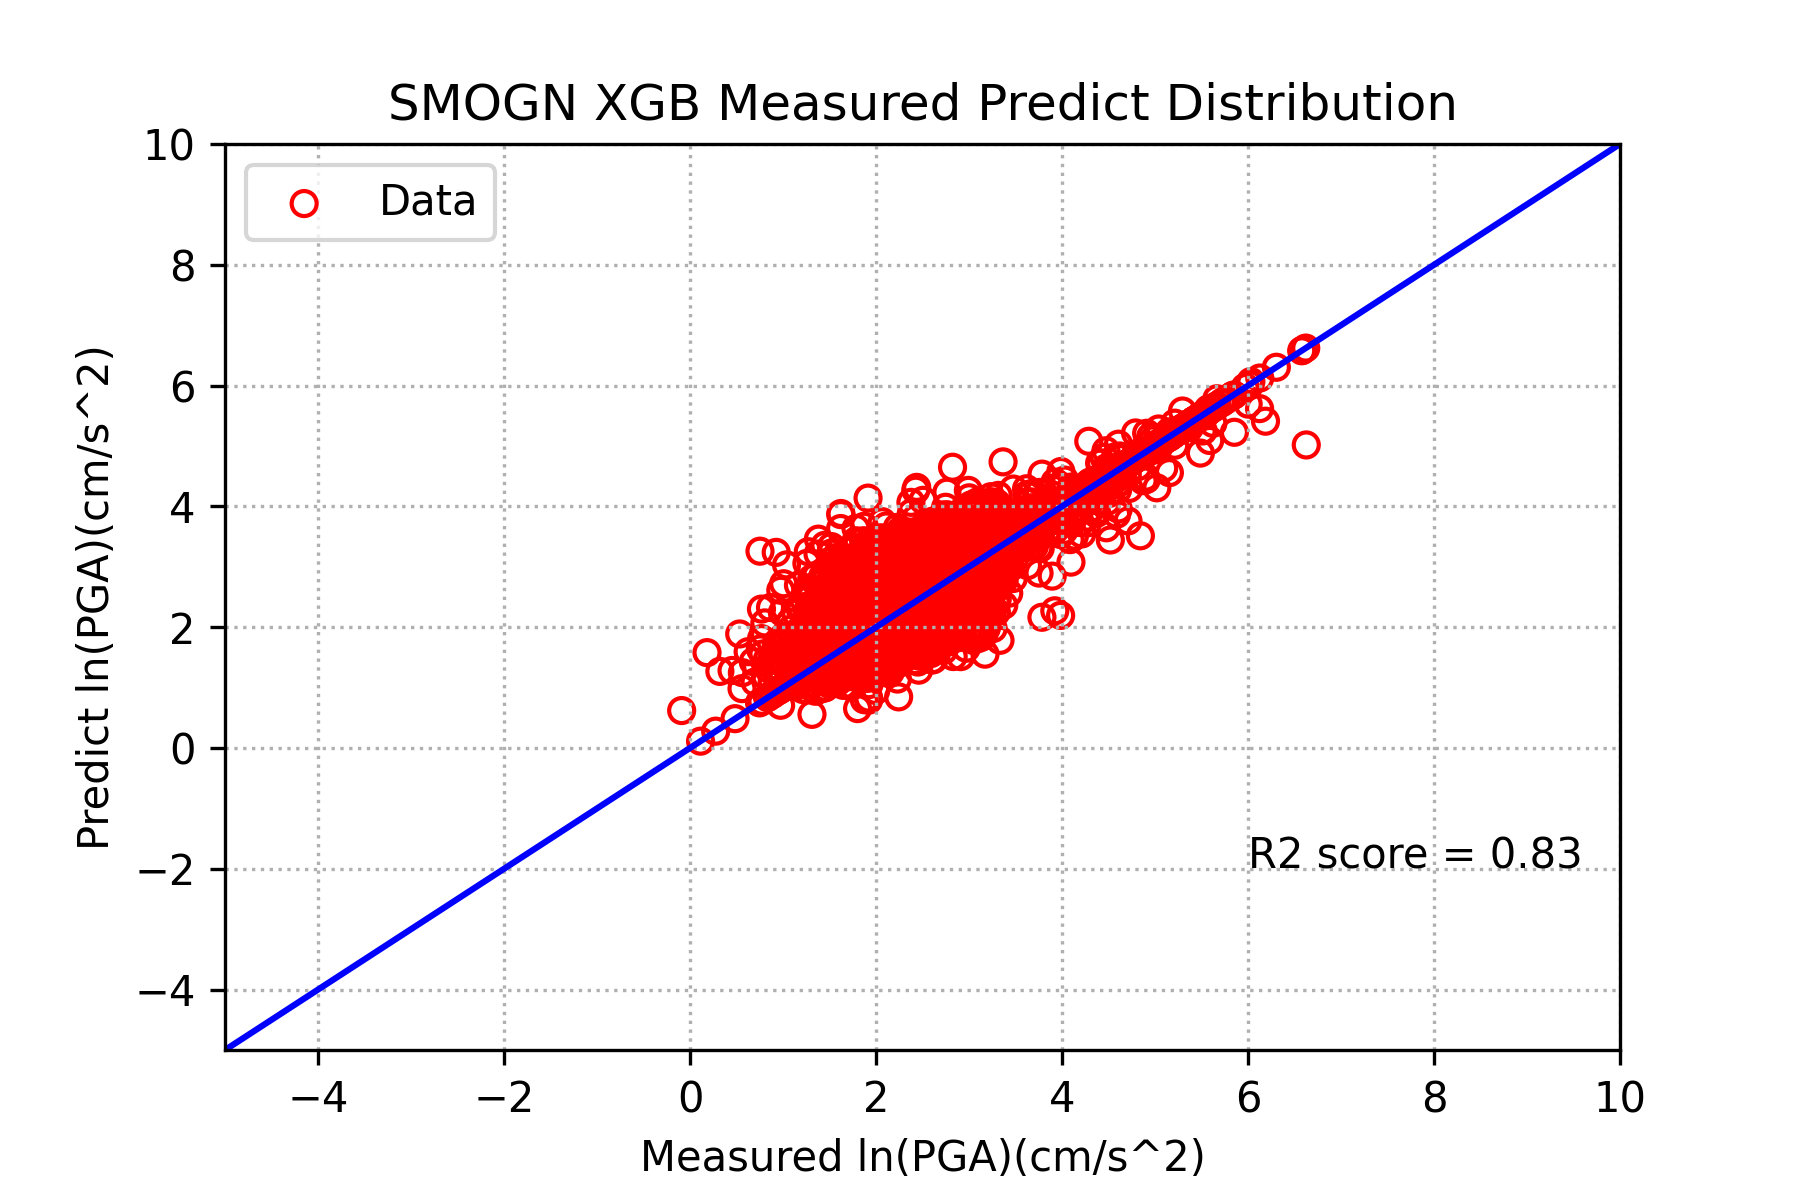 SMOGN XGB Measured Predict Distribution
10
8
6
4
2
0
−2
−4
Predict ln(PGA)(cm/s^2)
Data
R2 score = 0.83
−4 −2 0 2 4 6 8 10
Measured ln(PGA)(cm/s^2)